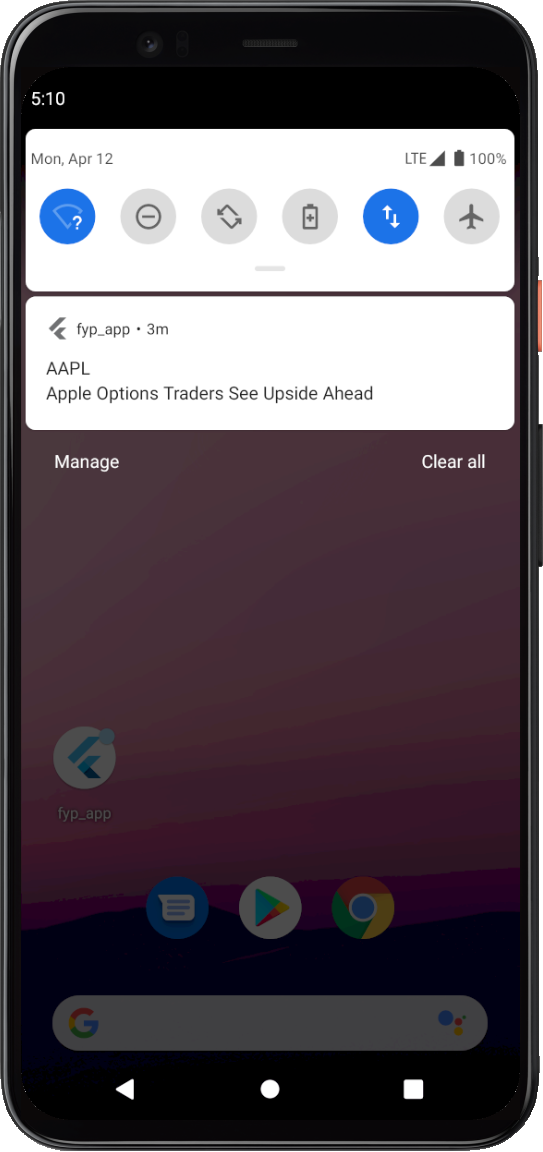 5:10
Mon, Apr 12 LTE 100%
?
fyp_app • 3m
AAPL
Apple Options Traders See Upside Ahead
Manage Clear all
fyp_app
G